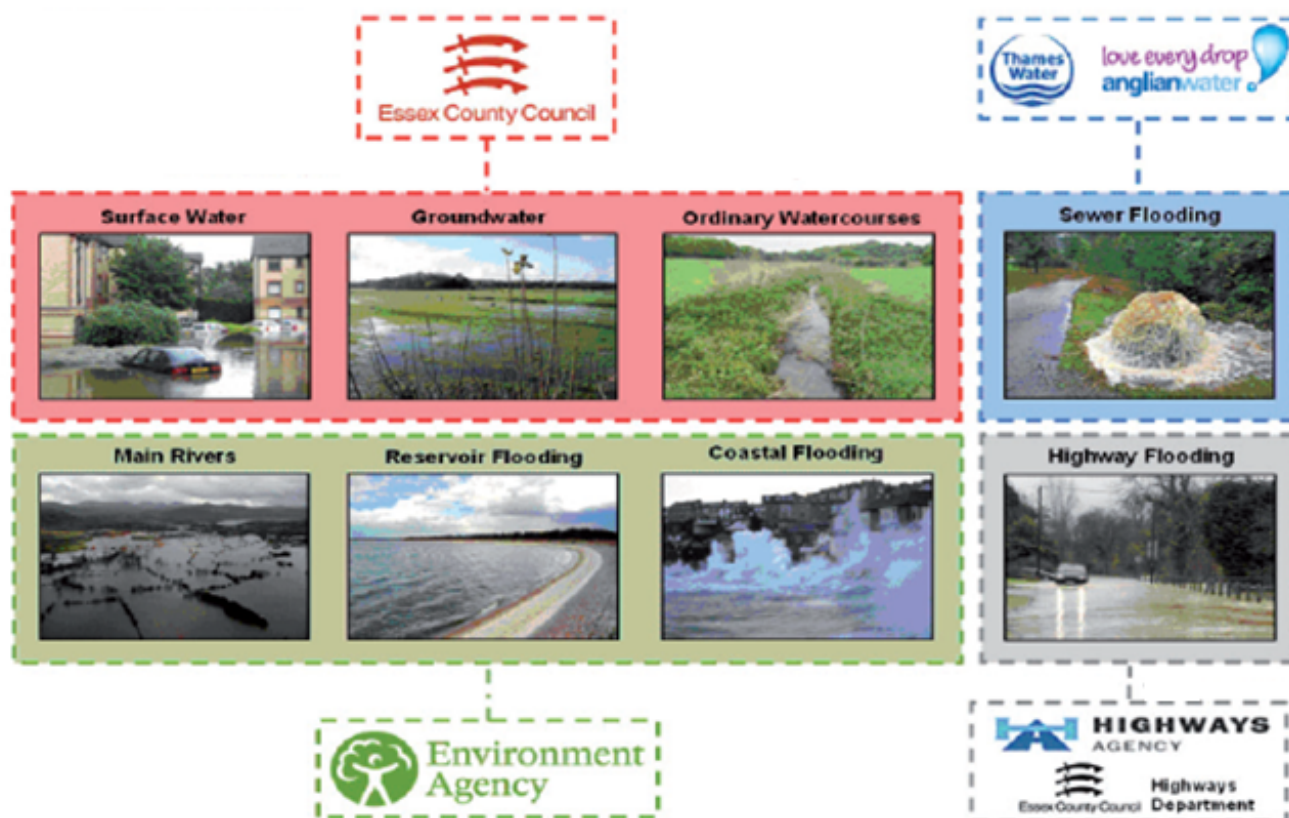 Essex County Council
Thames
Water
love every drop
anglianwater
Surface Water
Groundwater
Ordinary Watercourses
Sewer Flooding
Main Rivers
Reservoir Flooding
Coastal Flooding
Highway Flooding
Environment
Agency
HIGHWAYS
AGENCY
Essex County Council
Highways
Department